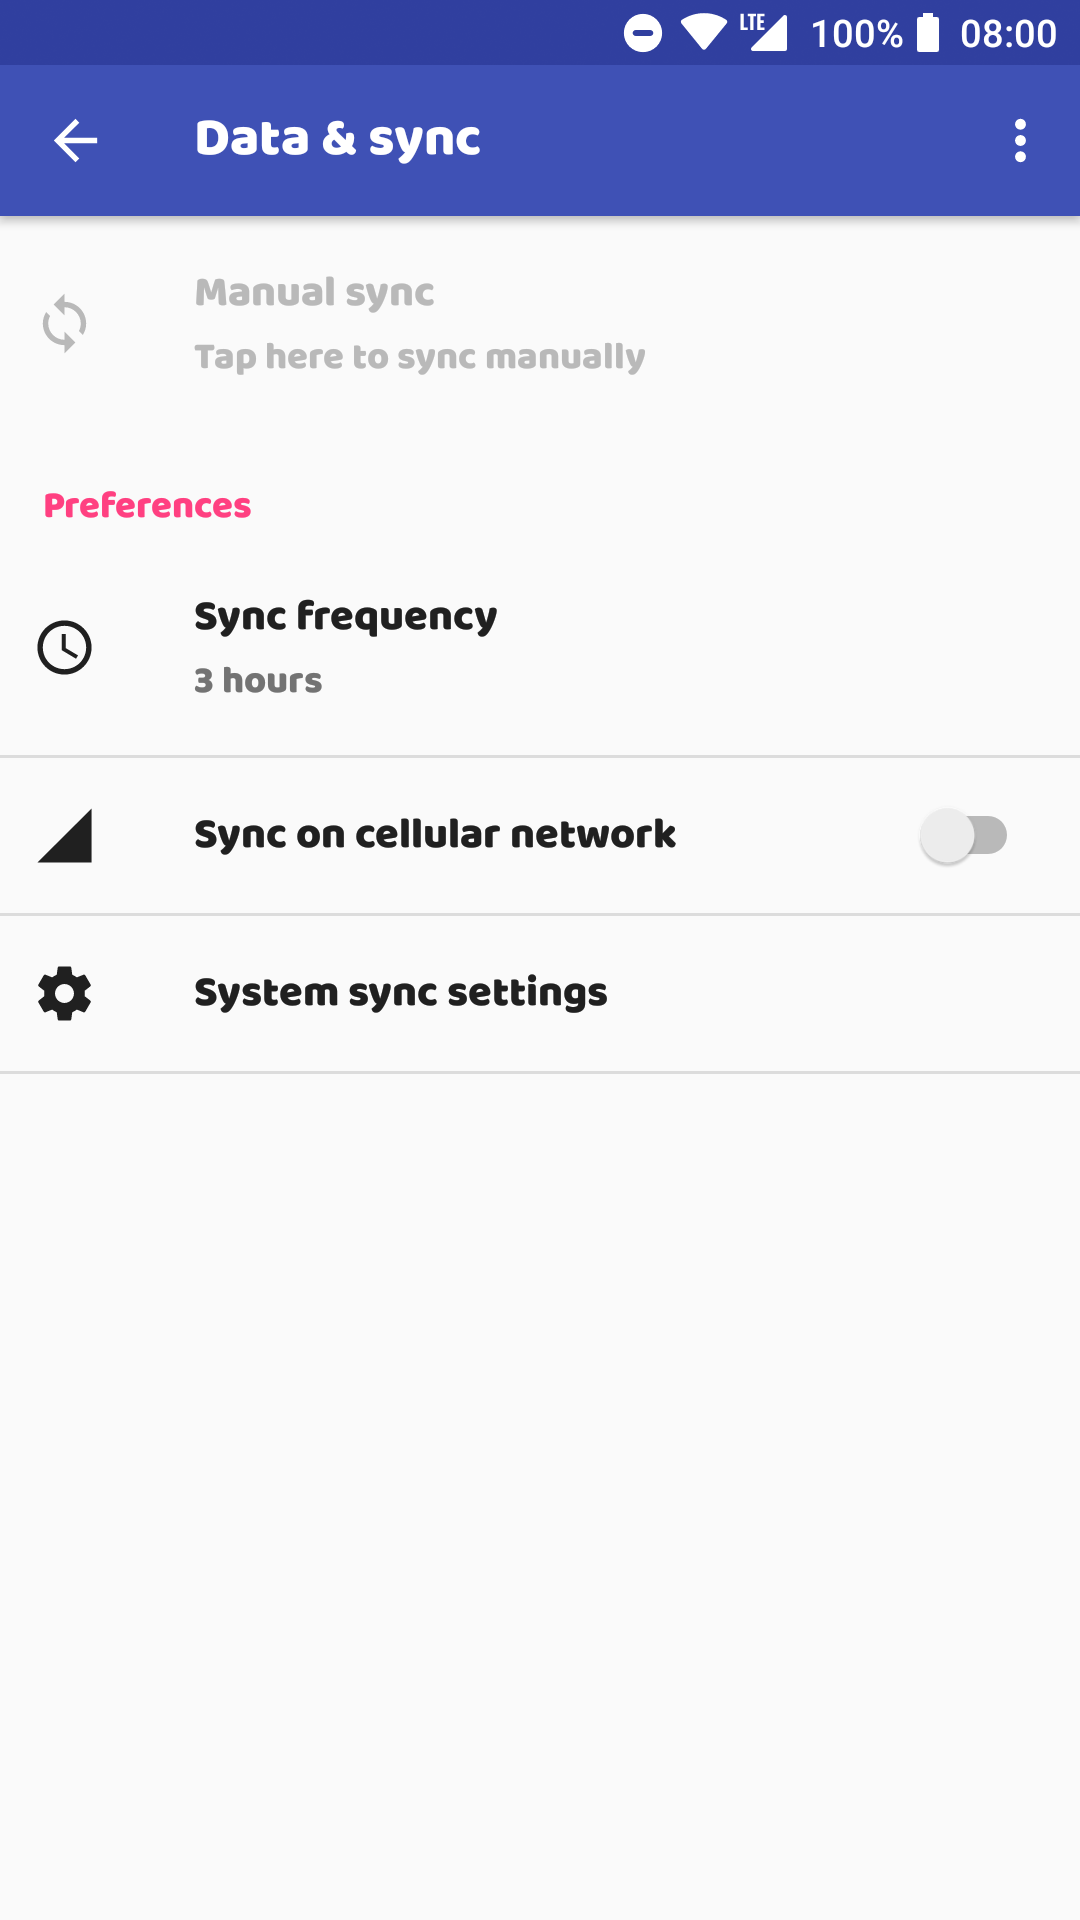 LTE 100% 08:00
Data & sync
Manual sync
Tap here to sync manually
Preferences
Sync frequency
3 hours
Sync on cellular network
System sync settings